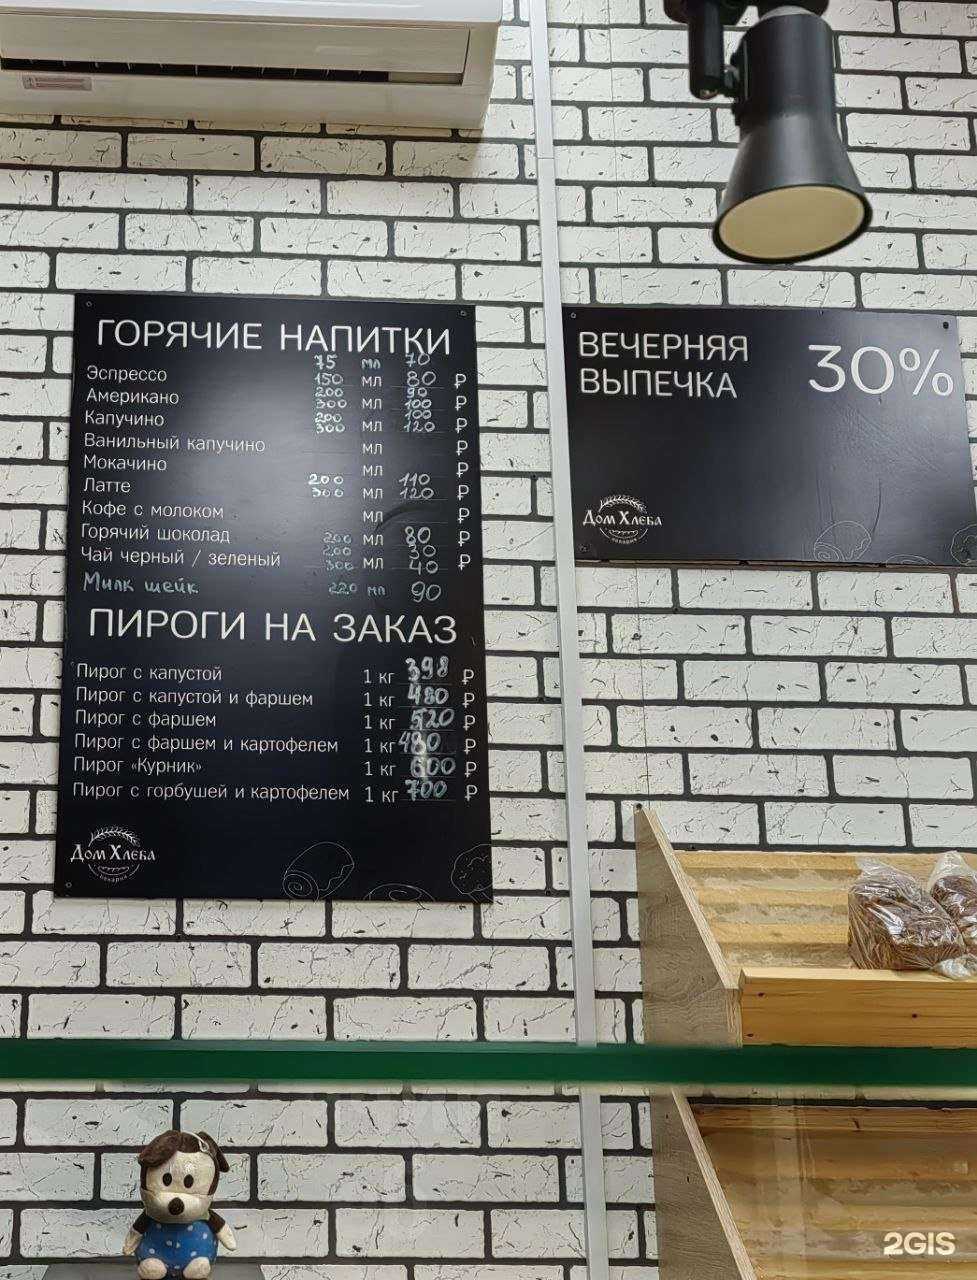 ГОРЯЧИЕ НАПИТКИ
75 мл 70
Эспрессо 150 мл 80 ₽
200 90
Американо 300 мл 100 ₽
200 100
Капучино 300 мл 120 ₽
Ванильный капучино мл ₽
Мокачино мл ₽
200 110
Латте 300 мл 120 ₽
Кофе с молоком мл ₽
Горячий шоколад 200 мл 80 ₽
200 30
Чай черный / зеленый 300 мл 40 ₽
Милк шейк 220 мл 90
ПИРОГИ НА ЗАКАЗ
Пирог с капустой 1 кг 398 ₽
Пирог с капустой и фаршем 1 кг 480 ₽
Пирог с фаршем 1 кг 520 ₽
Пирог с фаршем и картофелем 1 кг 480 ₽
Пирог «Курник» 1 кг 600 ₽
Пирог с горбушей и картофелем 1 кг 700 ₽
Дом Хлеба
пекарня
ВЕЧЕРНЯЯ
ВЫПЕЧКА 30%
Дом Хлеба
пекарня
2GIS